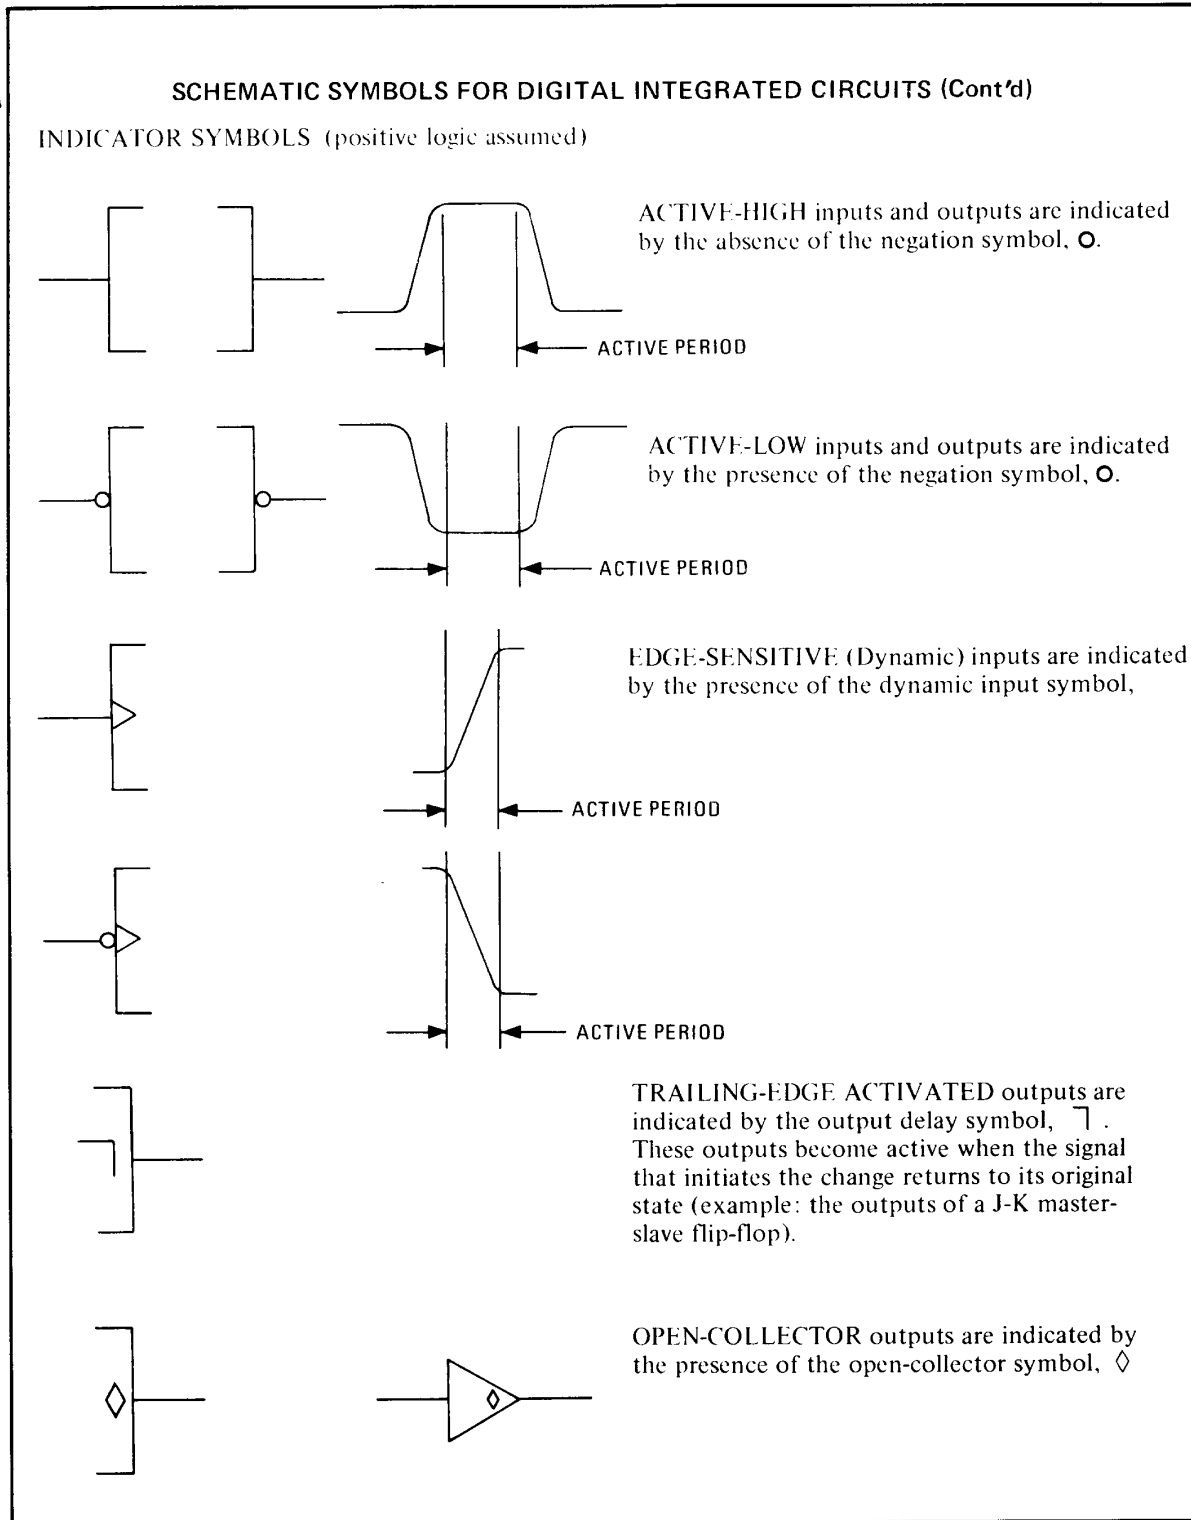 SCHEMATIC SYMBOLS FOR DIGITAL INTEGRATED CIRCUITS (Cont'd)
INDICATOR SYMBOLS (positive logic assumed)
ACTIVE-HIGH inputs and outputs are indicated
by the absence of the negation symbol, O.
ACTIVE PERIOD
ACTIVE-LOW inputs and outputs are indicated
by the presence of the negation symbol, O.
ACTIVE PERIOD
EDGE-SENSITIVE (Dynamic) inputs are indicated
by the presence of the dynamic input symbol,
ACTIVE PERIOD
ACTIVE PERIOD
TRAILING-EDGE ACTIVATED outputs are
indicated by the output delay symbol, ㄱ.
These outputs become active when the signal
that initiates the change returns to its original
state (example: the outputs of a J-K master-
slave flip-flop).
OPEN-COLLECTOR outputs are indicated by
the presence of the open-collector symbol, ◊